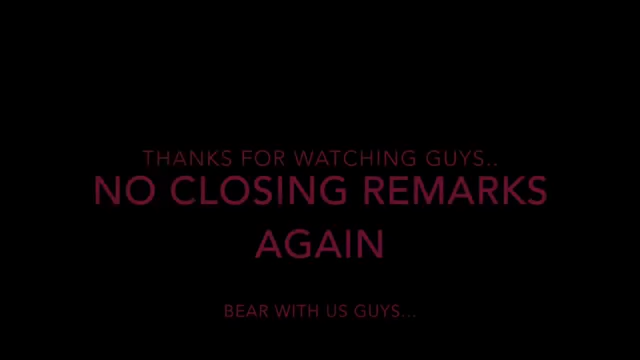 THANKS FOR WATCHING GUYS..
NO CLOSING REMARKS
AGAIN
BEAR WITH US GUYS...